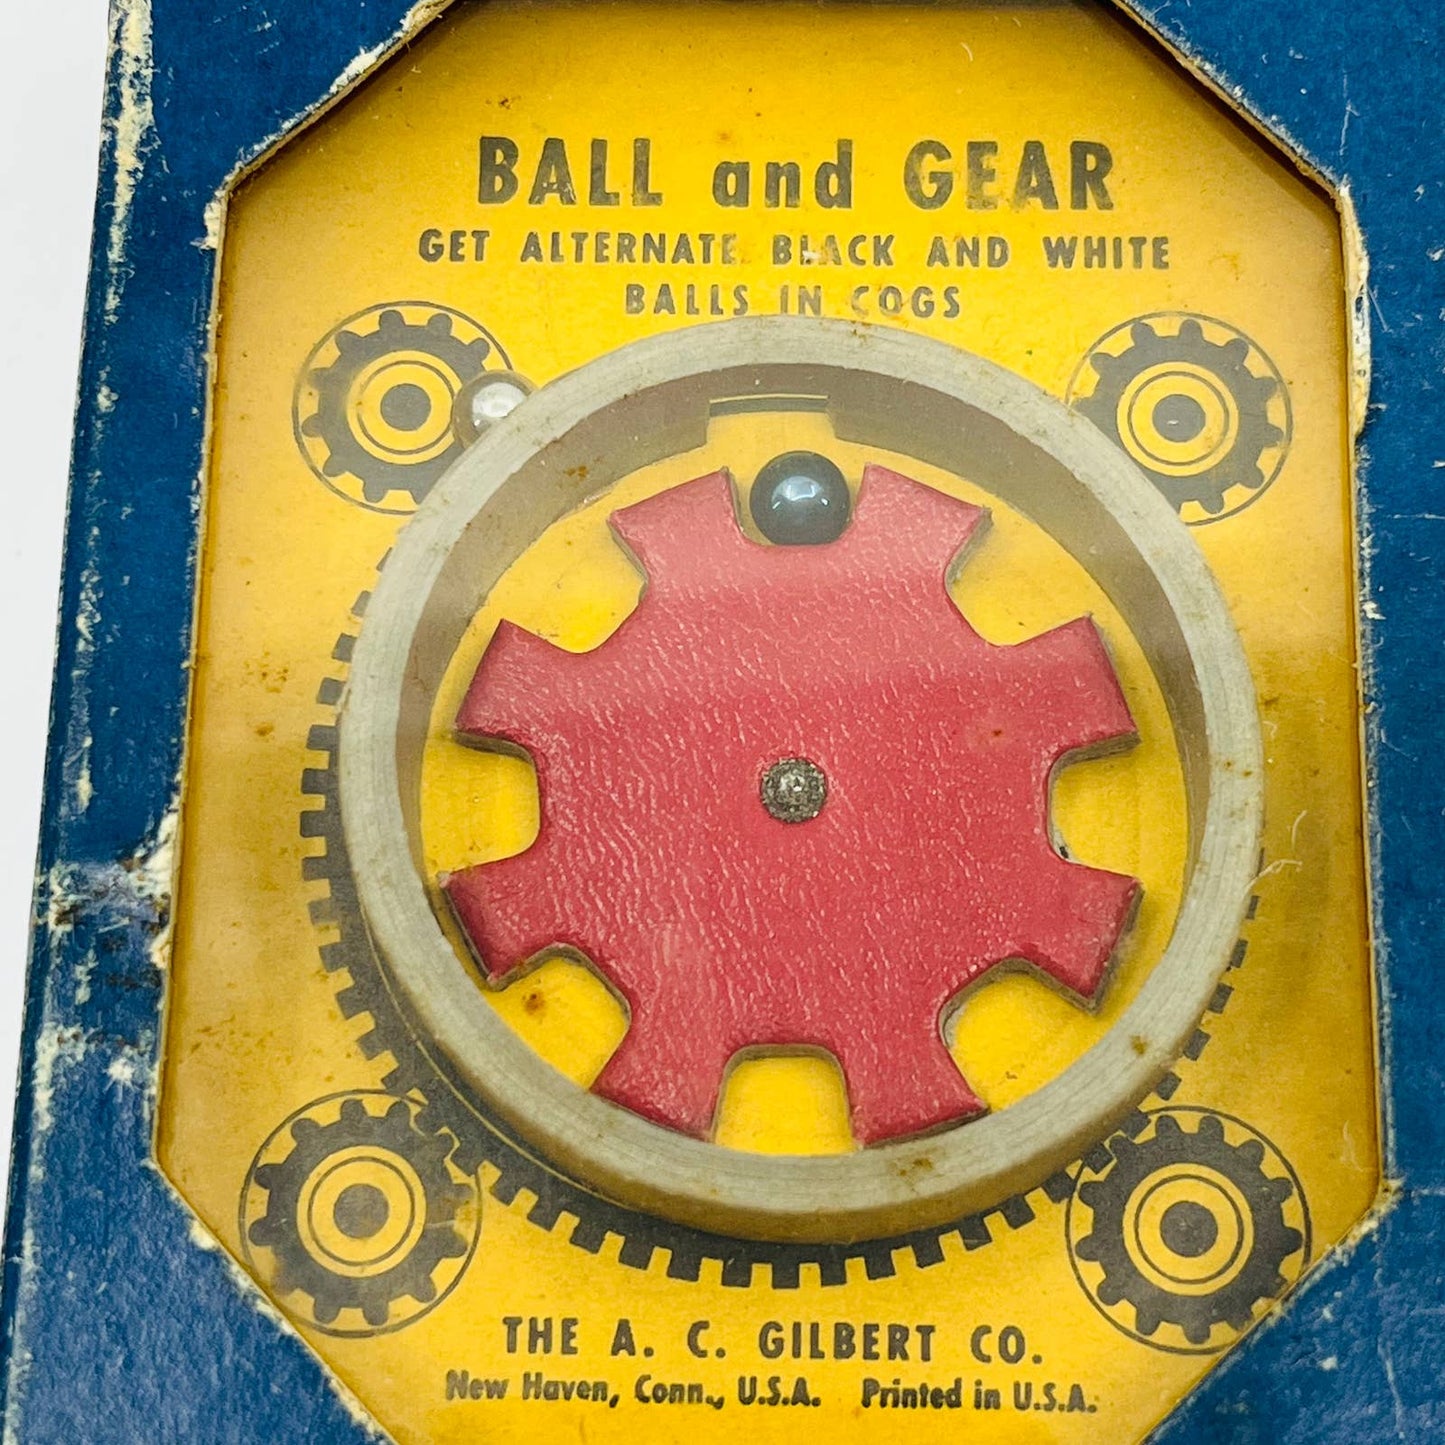 BALL and GEAR
GET ALTERNATE BLACK AND WHITE
BALLS IN COGS
THE A. C. GILBERT CO.
New Haven, Conn., U.S.A. Printed in U.S.A.